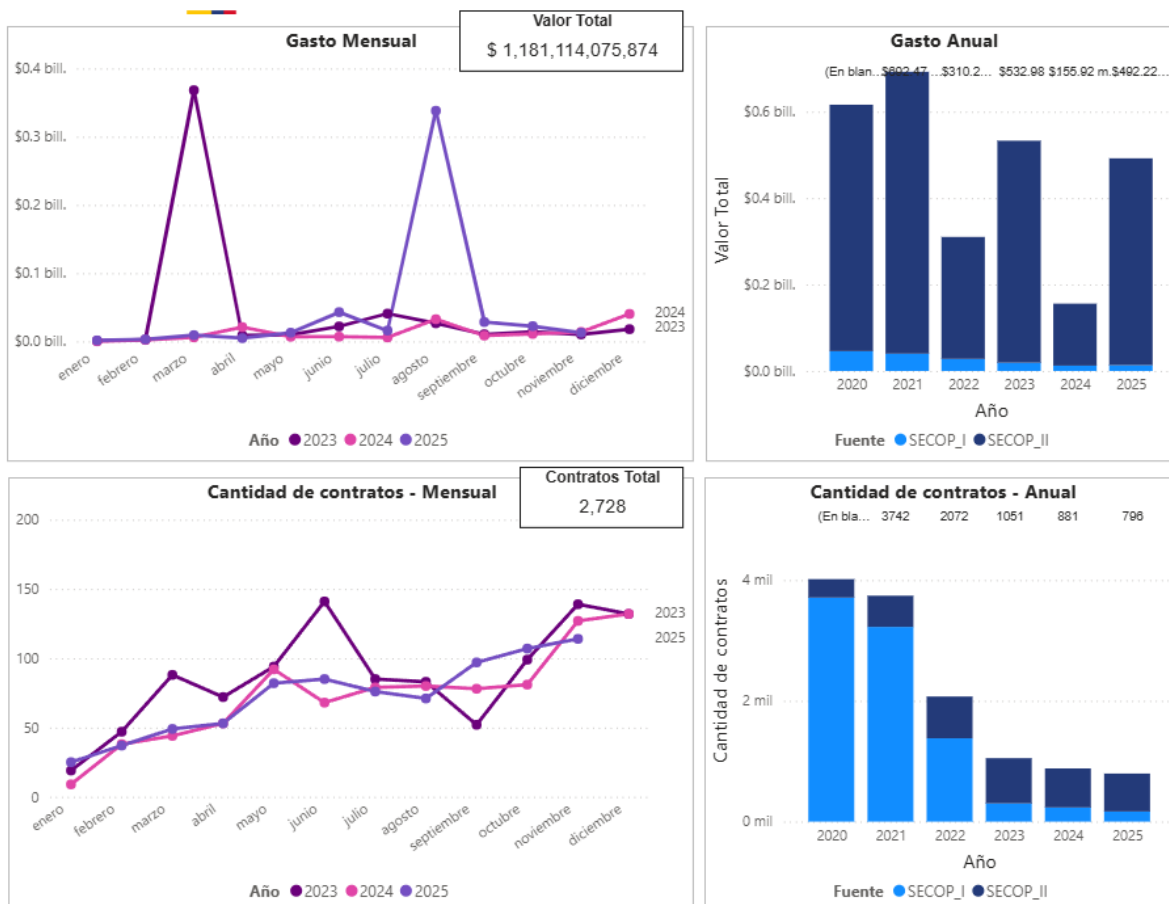 Gasto Mensual
Valor Total
$ 1,181,114,075,874
$0.4 bill.
$0.3 bill.
$0.2 bill.
$0.1 bill.
$0.0 bill.
2024
2023
enero
febrero
marzo
abril
mayo
junio
julio
agosto
septiembre
octubre
noviembre
diciembre
Año 2023 2024 2025
Gasto Anual
(En blan... $692.47 ... $310.2... $532.98 $155.92 m. $492.22...
Valor Total
$0.6 bill.
$0.4 bill.
$0.2 bill.
$0.0 bill.
2020 2021 2022 2023 2024 2025
Año
Fuente SECOP_I SECOP_II
Cantidad de contratos - Mensual
Contratos Total
2,728
200
150
100
50
0
2023
2025
enero
febrero
marzo
abril
mayo
junio
julio
agosto
septiembre
octubre
noviembre
diciembre
Año 2023 2024 2025
Cantidad de contratos - Anual
(En bla... 3742 2072 1051 881 796
Cantidad de contratos
4 mil
2 mil
0 mil
2020 2021 2022 2023 2024 2025
Año
Fuente SECOP_I SECOP_II